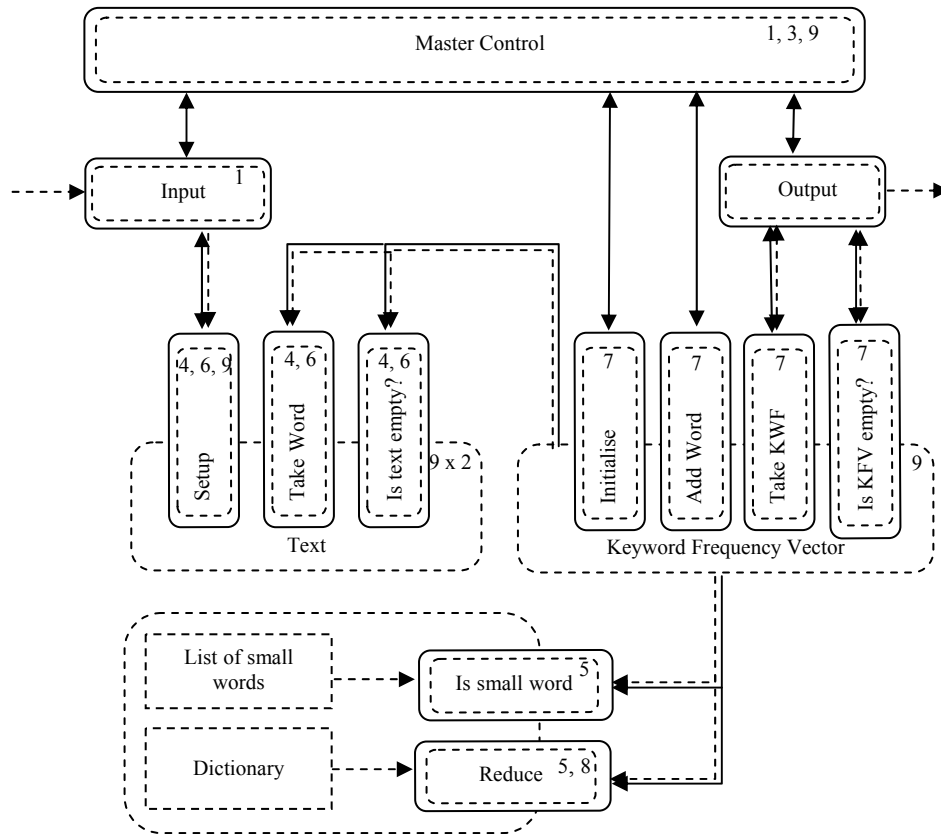 Master Control
1, 3, 9
Input
1
Output
4, 6, 9
Setup
4, 6
Take Word
4, 6
Is text empty?
9 x 2
Text
7
Initialise
7
Add Word
7
Take KWF
7
Is KFV empty?
9
Keyword Frequency Vector
List of small
words
Is small word
5
Dictionary
Reduce
5, 8